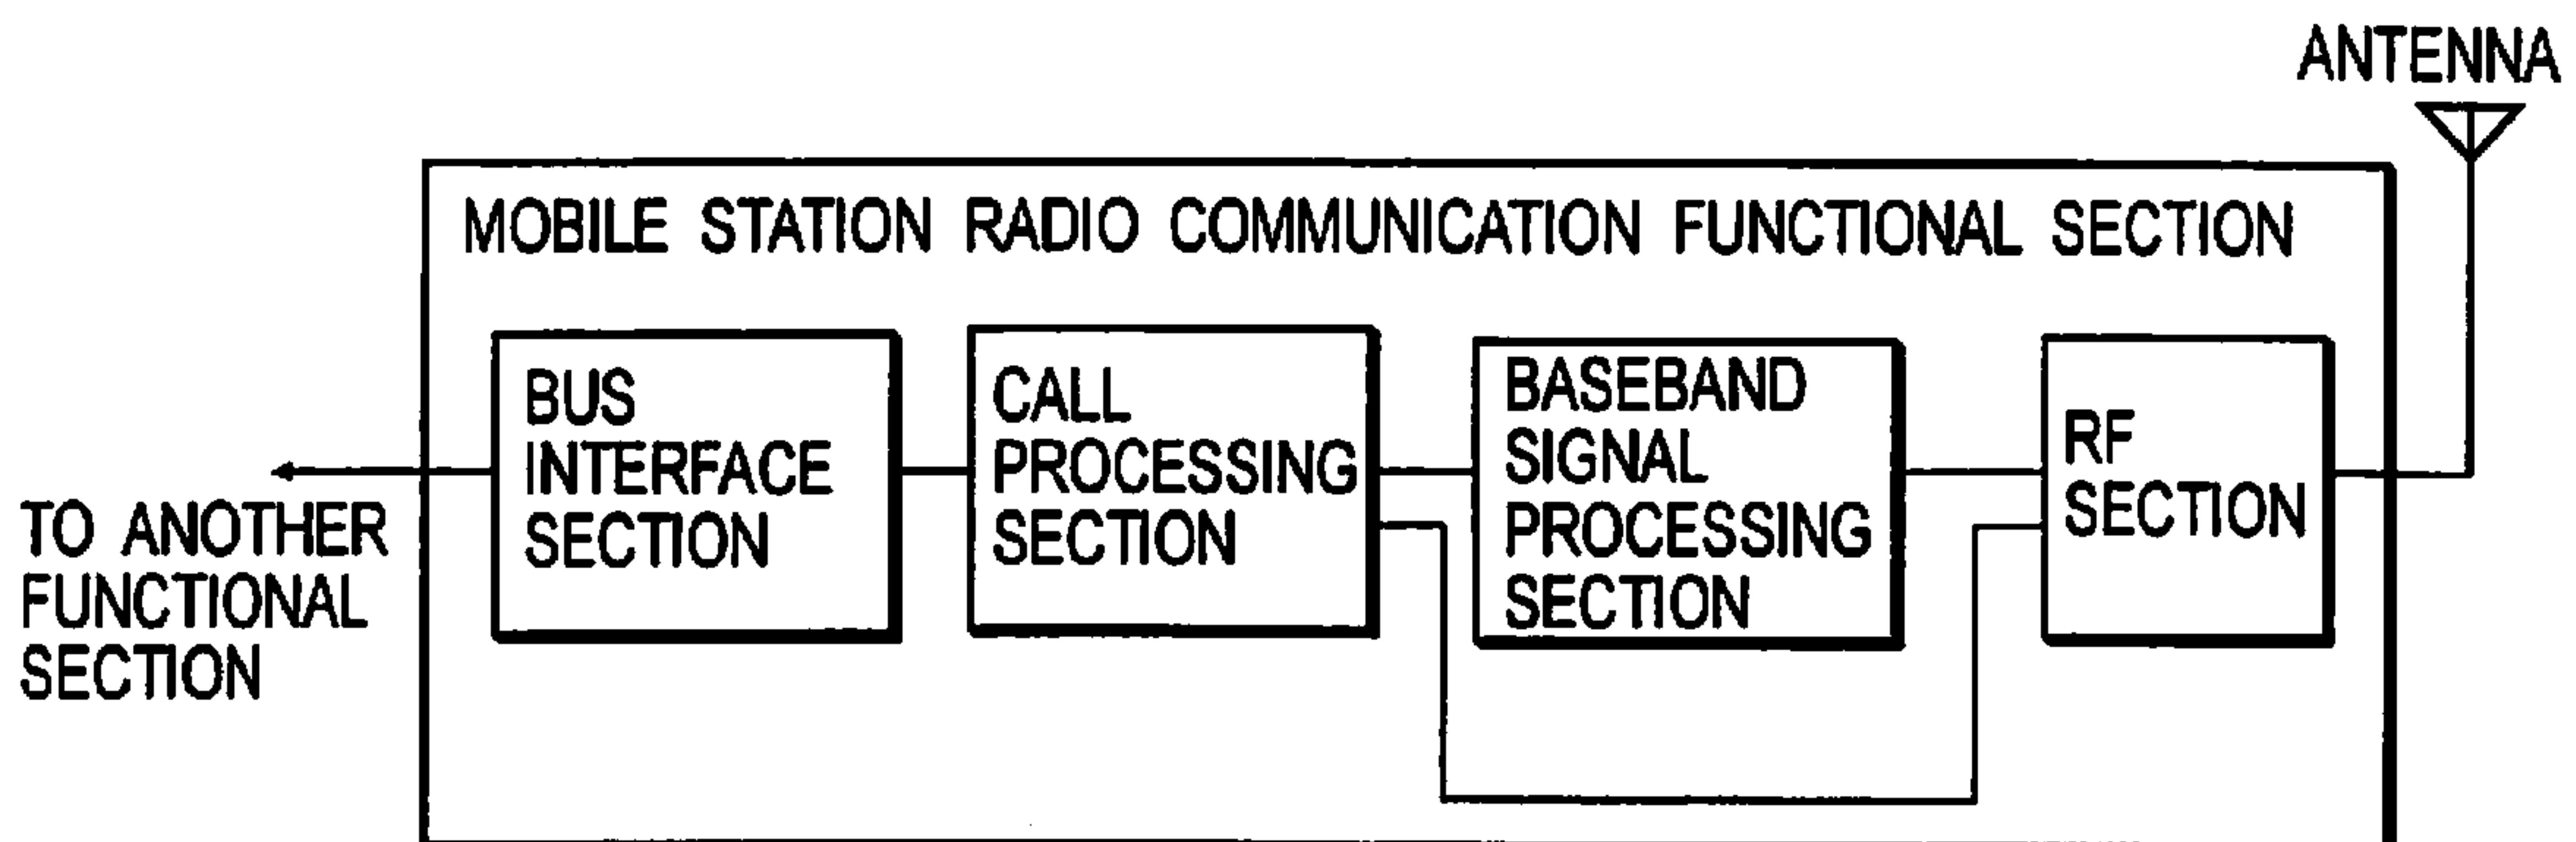 ANTENNA
MOBILE STATION RADIO COMMUNICATION FUNCTIONAL SECTION
BUS
INTERFACE
SECTION
CALL
PROCESSING
SECTION
BASEBAND
SIGNAL
PROCESSING
SECTION
RF
SECTION
TO ANOTHER
FUNCTIONAL
SECTION